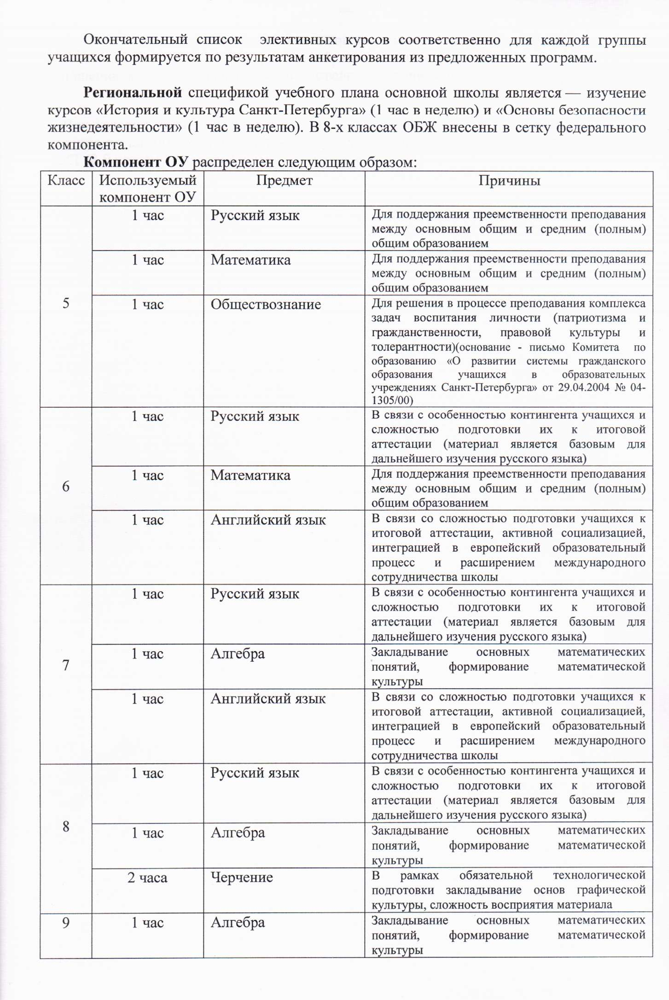 Окончательный список элективных курсов соответственно для каждой группы
учащихся формируется по результатам анкетирования из предложенных программ.
Региональной спецификой учебного плана основной школы является — изучение
курсов «История и культура Санкт-Петербурга» (1 час в неделю) и «Основы безопасности
жизнедеятельности» (1 час в неделю). В 8-х классах ОБЖ внесены в сетку федерального
компонента.
Компонент ОУ распределен следующим образом:
Класс
Используемый
компонент ОУ
Предмет
Причины
5
1 час
Русский язык
Для поддержания преемственности преподавания
между основным общим и средним (полным)
общим образованием
1 час
Математика
Для поддержания преемственности преподавания
между основным общим и средним (полным)
общим образованием
1 час
Обществознание
Для решения в процессе преподавания комплекса
задач воспитания личности (патриотизма и
гражданственности, правовой культуры и
толерантности)(основание - письмо Комитета по
образованию «О развитии системы гражданского
образования учащихся в образовательных
учреждениях Санкт-Петербурга» от 29.04.2004 № 04-
1305/00)
6
1 час
Русский язык
В связи с особенностью контингента учащихся и
сложностью подготовки их к итоговой
аттестации (материал является базовым для
дальнейшего изучения русского языка)
1 час
Математика
Для поддержания преемственности преподавания
между основным общим и средним (полным)
общим образованием
1 час
Английский язык
В связи со сложностью подготовки учащихся к
итоговой аттестации, активной социализацией,
интеграцией в европейский образовательный
процесс и расширением международного
сотрудничества школы
7
1 час
Русский язык
В связи с особенностью контингента учащихся и
сложностью подготовки их к итоговой
аттестации (материал является базовым для
дальнейшего изучения русского языка)
1 час
Алгебра
Закладывание основных математических
понятий, формирование математической
культуры
1 час
Английский язык
В связи со сложностью подготовки учащихся к
итоговой аттестации, активной социализацией,
интеграцией в европейский образовательный
процесс и расширением международного
сотрудничества школы
8
1 час
Русский язык
В связи с особенностью контингента учащихся и
сложностью подготовки их к итоговой
аттестации (материал является базовым для
дальнейшего изучения русского языка)
1 час
Алгебра
Закладывание основных математических
понятий, формирование математической
культуры
2 часа
Черчение
В рамках обязательной технологической
подготовки закладывание основ графической
культуры, сложность восприятия материала
9
1 час
Алгебра
Закладывание основных математических
понятий, формирование математической
культуры